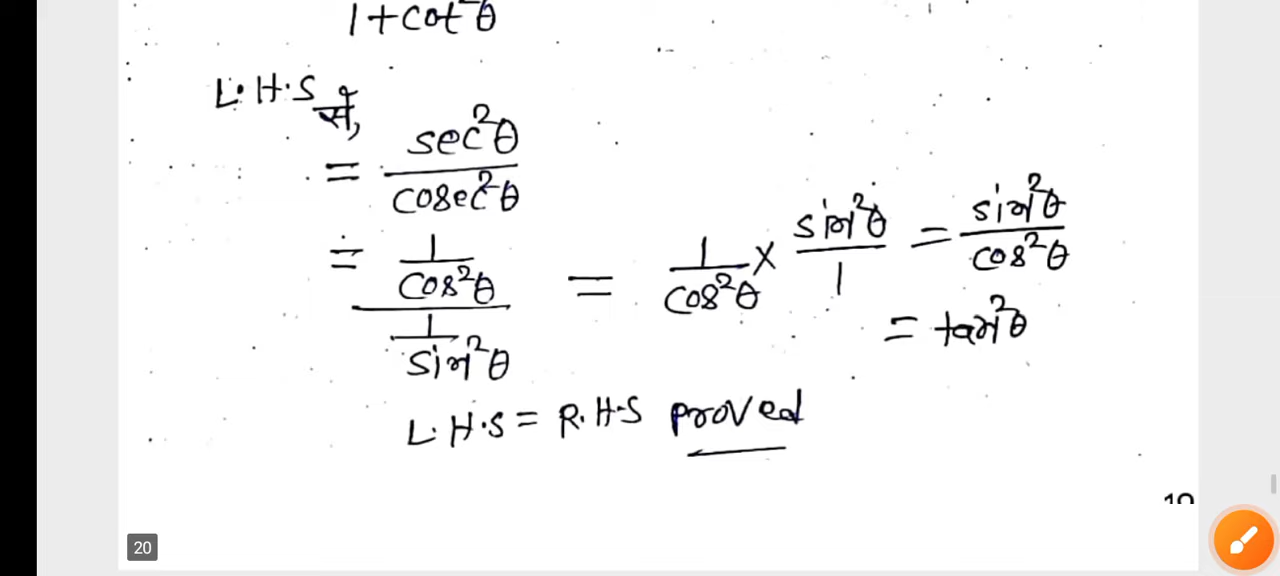 1+cot²θ
L.H.S से,
= sec²θ / cosec²θ
= 1/cos²θ / 1/sin²θ = 1/cos²θ × sin²θ/1 = sin²θ/cos²θ
= tan²θ
L.H.S = R.H.S proved
20